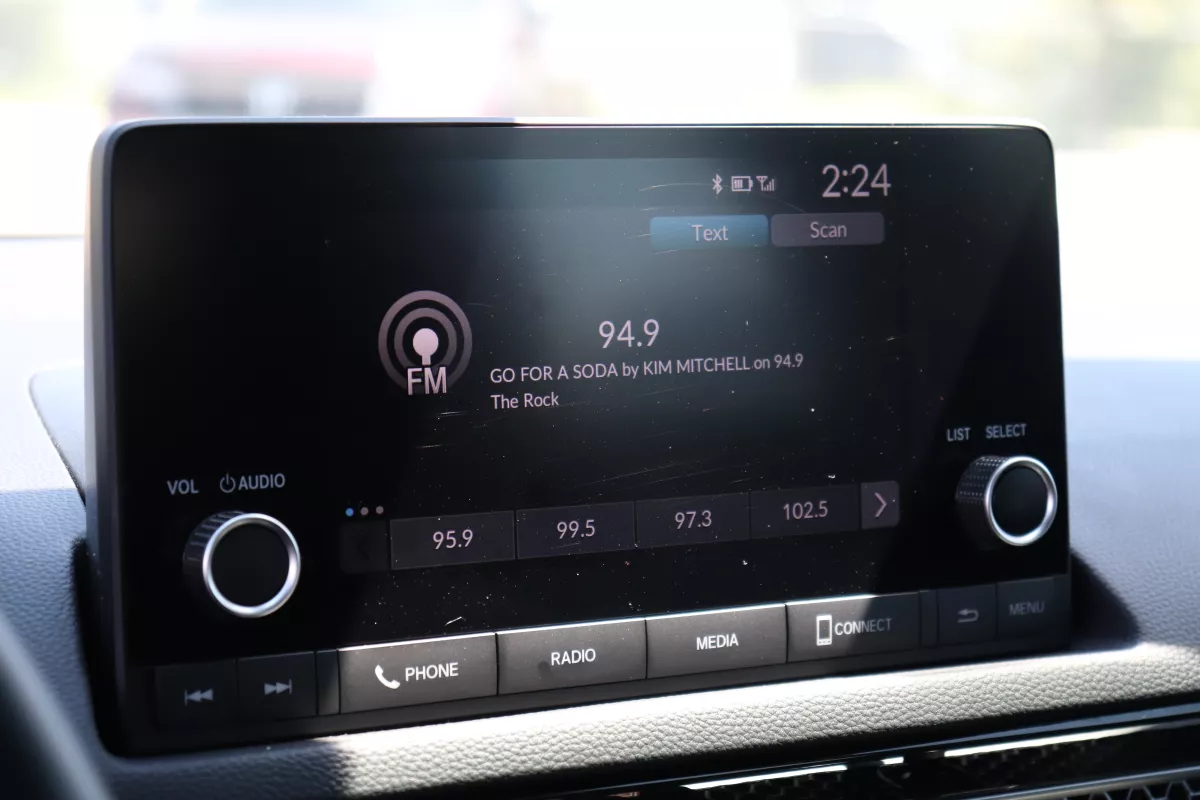 2:24
Text Scan
94.9
FM
GO FOR A SODA by KIM MITCHELL on 94.9
The Rock
LIST SELECT
VOL AUDIO
95.9 99.5 97.3 102.5
PHONE RADIO MEDIA CONNECT MENU